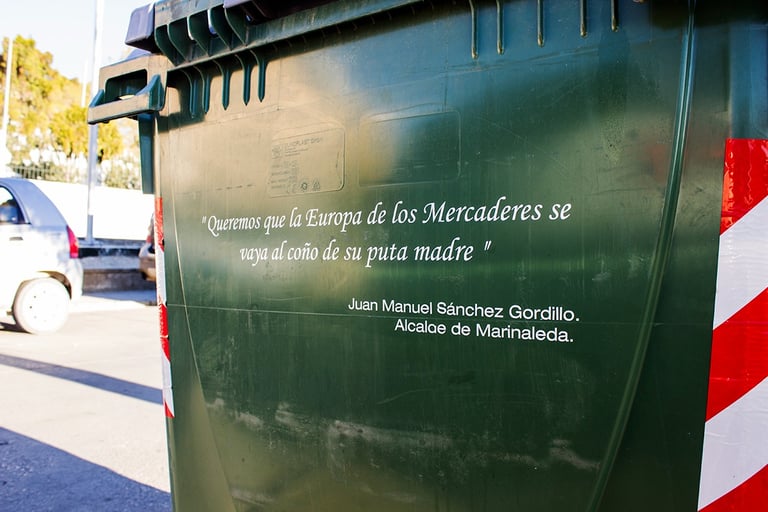 "Queremos que la Europa de los Mercaderes se
vaya al coño de su puta madre "
Juan Manuel Sánchez Gordillo.
Alcalde de Marinaleda.